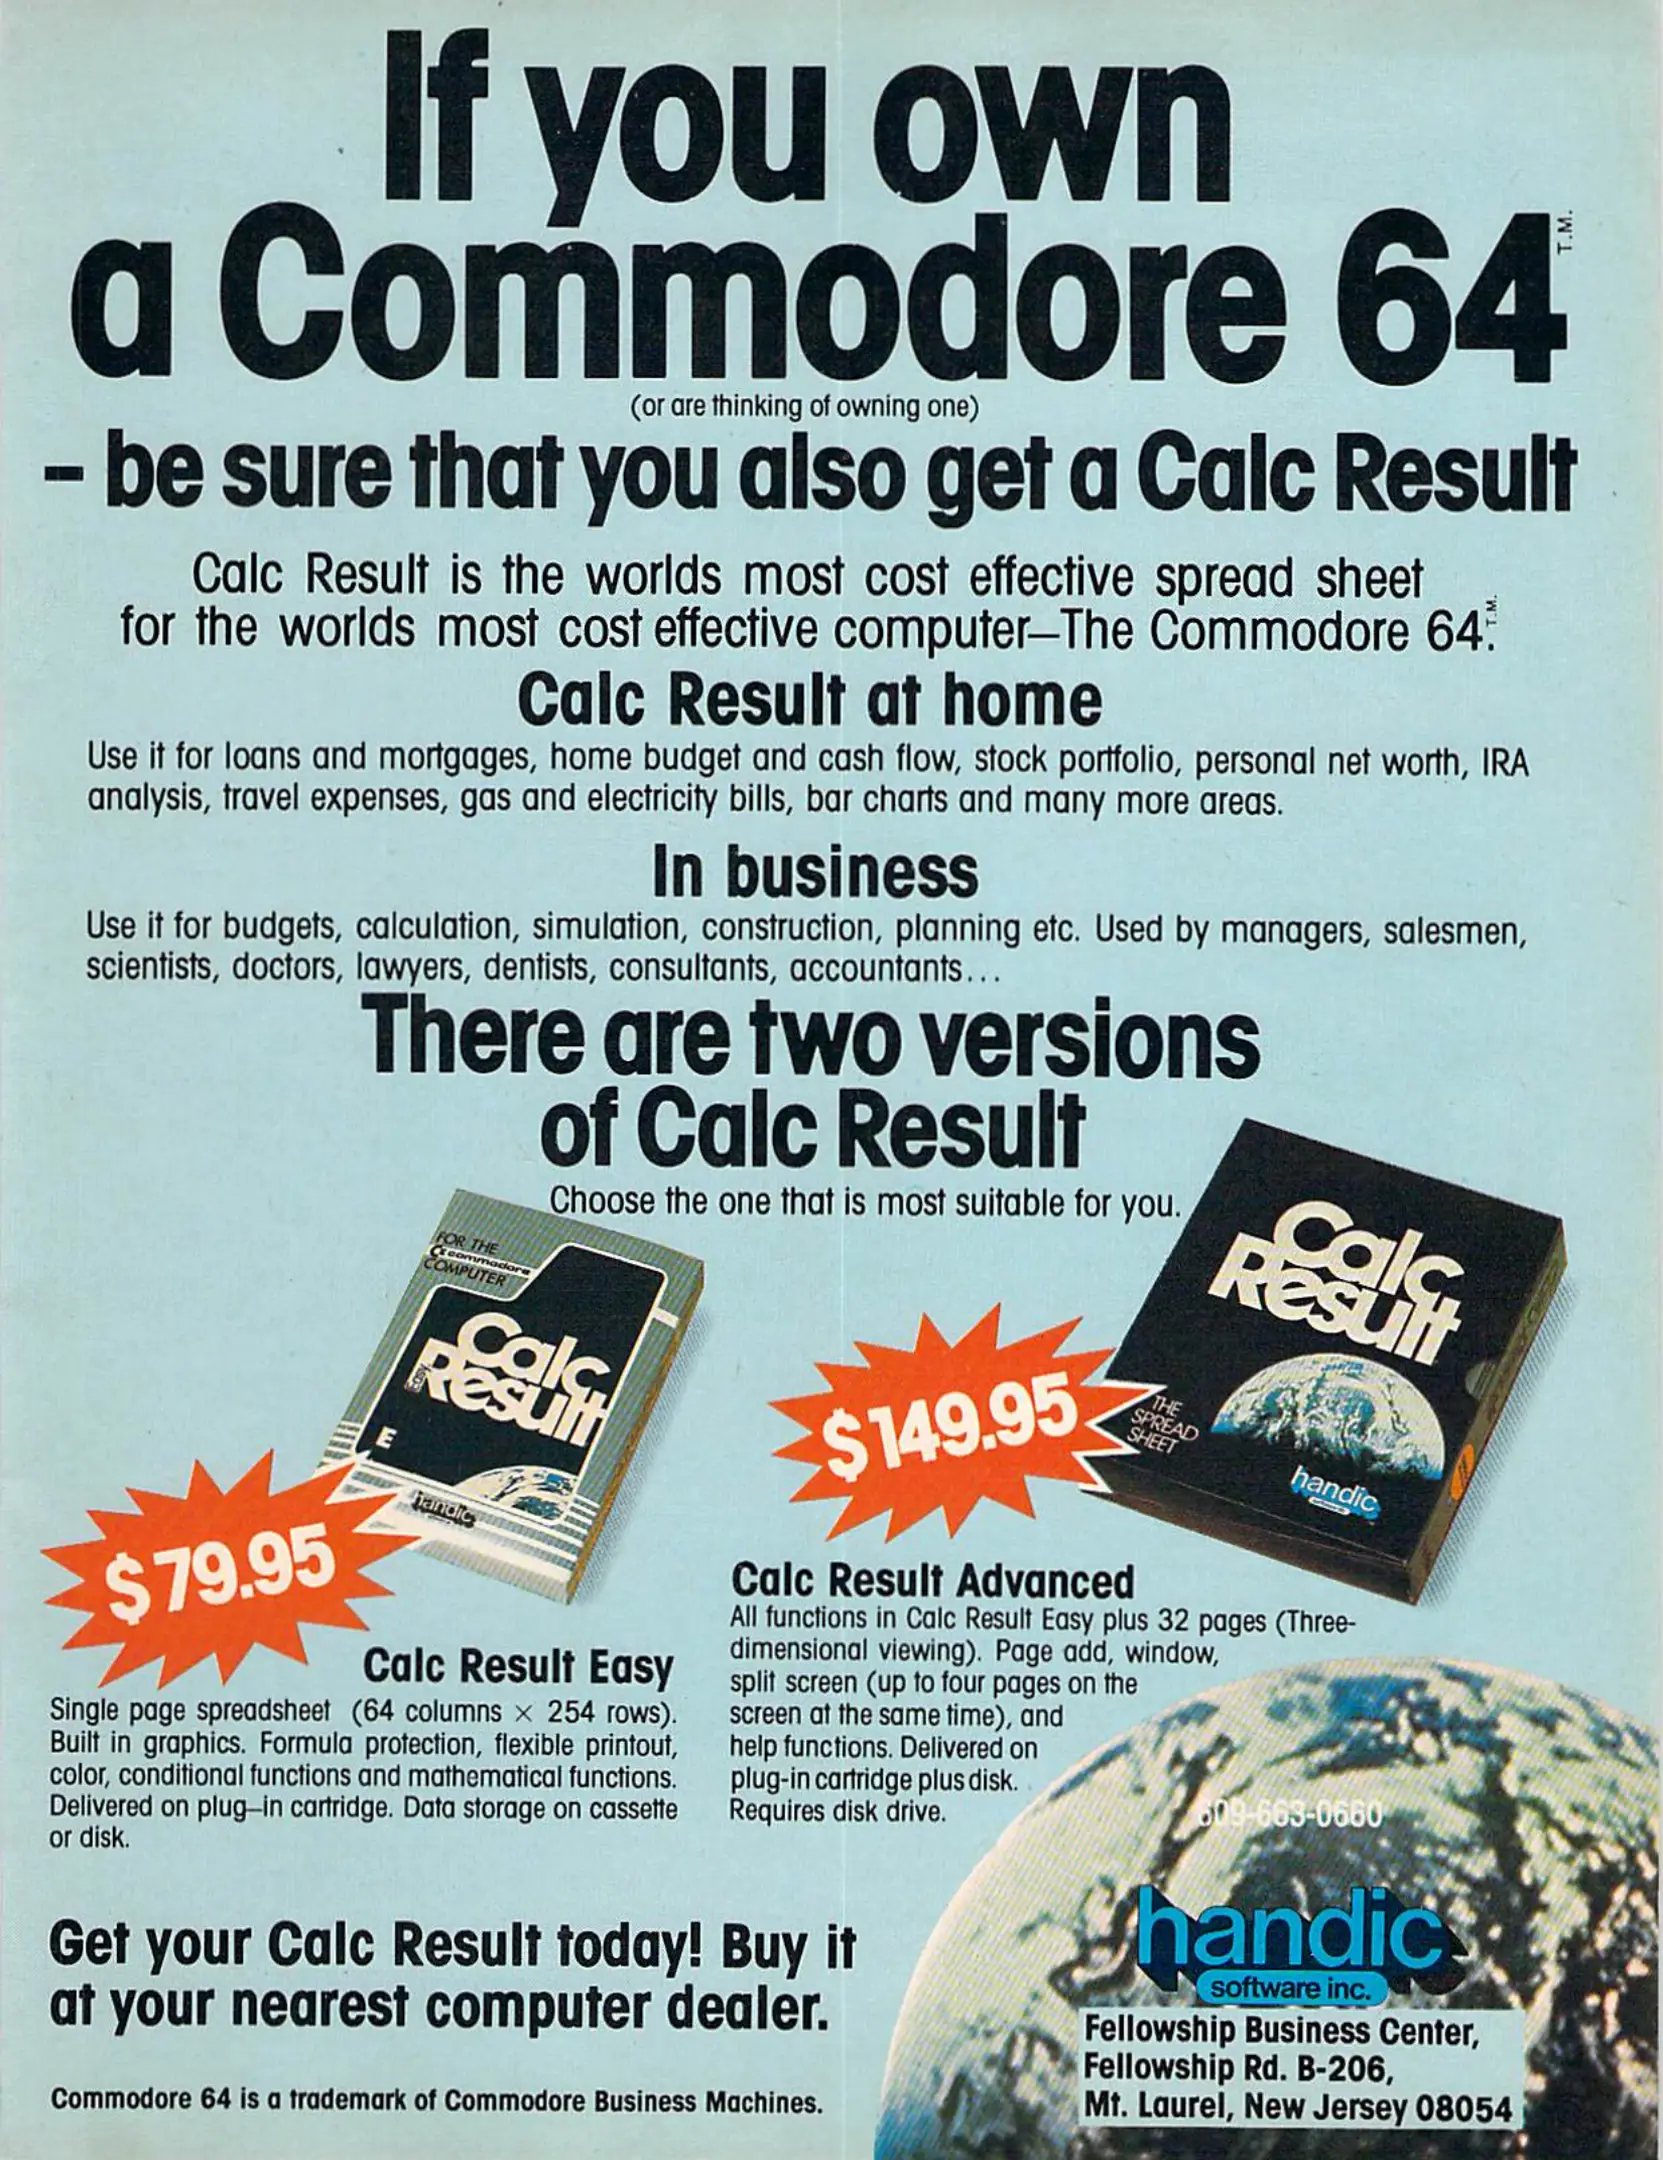 If you own
a Commodore 64 T.M.
(or are thinking of owning one)
– be sure that you also get a Calc Result
Calc Result is the worlds most cost effective spread sheet
for the worlds most cost effective computer—The Commodore 64. T.M.
Calc Result at home
Use it for loans and mortgages, home budget and cash flow, stock portfolio, personal net worth, IRA
analysis, travel expenses, gas and electricity bills, bar charts and many more areas.
In business
Use it for budgets, calculation, simulation, construction, planning etc. Used by managers, salesmen,
scientists, doctors, lawyers, dentists, consultants, accountants...
There are two versions
of Calc Result
Choose the one that is most suitable for you.
FOR THE
commodore
COMPUTER
Calc
Result
E
handic
$79.95
Calc
Result
THE
SPREAD
SHEET
handic
$149.95
Calc Result Easy
Single page spreadsheet (64 columns × 254 rows).
Built in graphics. Formula protection, flexible printout,
color, conditional functions and mathematical functions.
Delivered on plug–in cartridge. Data storage on cassette
or disk.
Calc Result Advanced
All functions in Calc Result Easy plus 32 pages (Three-
dimensional viewing). Page add, window,
split screen (up to four pages on the
screen at the same time), and
help functions. Delivered on
plug-in cartridge plus disk.
Requires disk drive.
609-663-0660
Get your Calc Result today! Buy it
at your nearest computer dealer.
Commodore 64 is a trademark of Commodore Business Machines.
handic
software inc.
Fellowship Business Center,
Fellowship Rd. B-206,
Mt. Laurel, New Jersey 08054